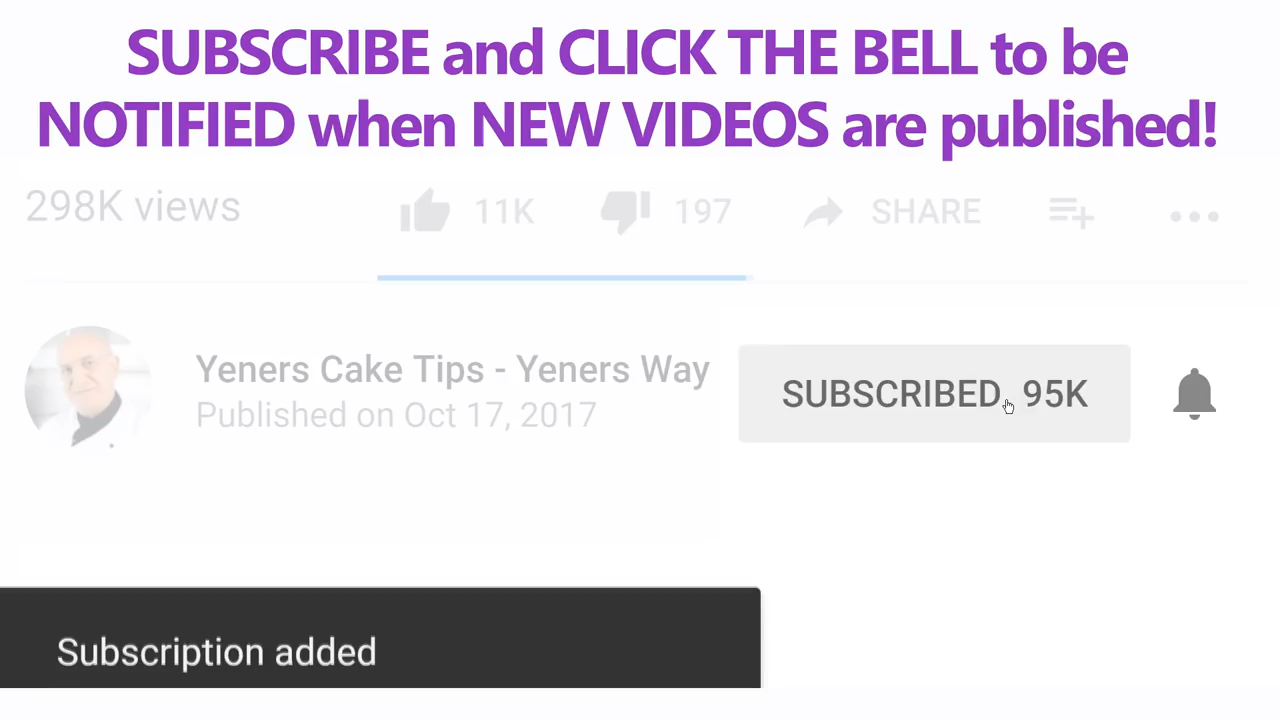 SUBSCRIBE and CLICK THE BELL to be
NOTIFIED when NEW VIDEOS are published!
298K views
11K
197
SHARE
Yeners Cake Tips - Yeners Way
Published on Oct 17, 2017
SUBSCRIBED 95K
Subscription added